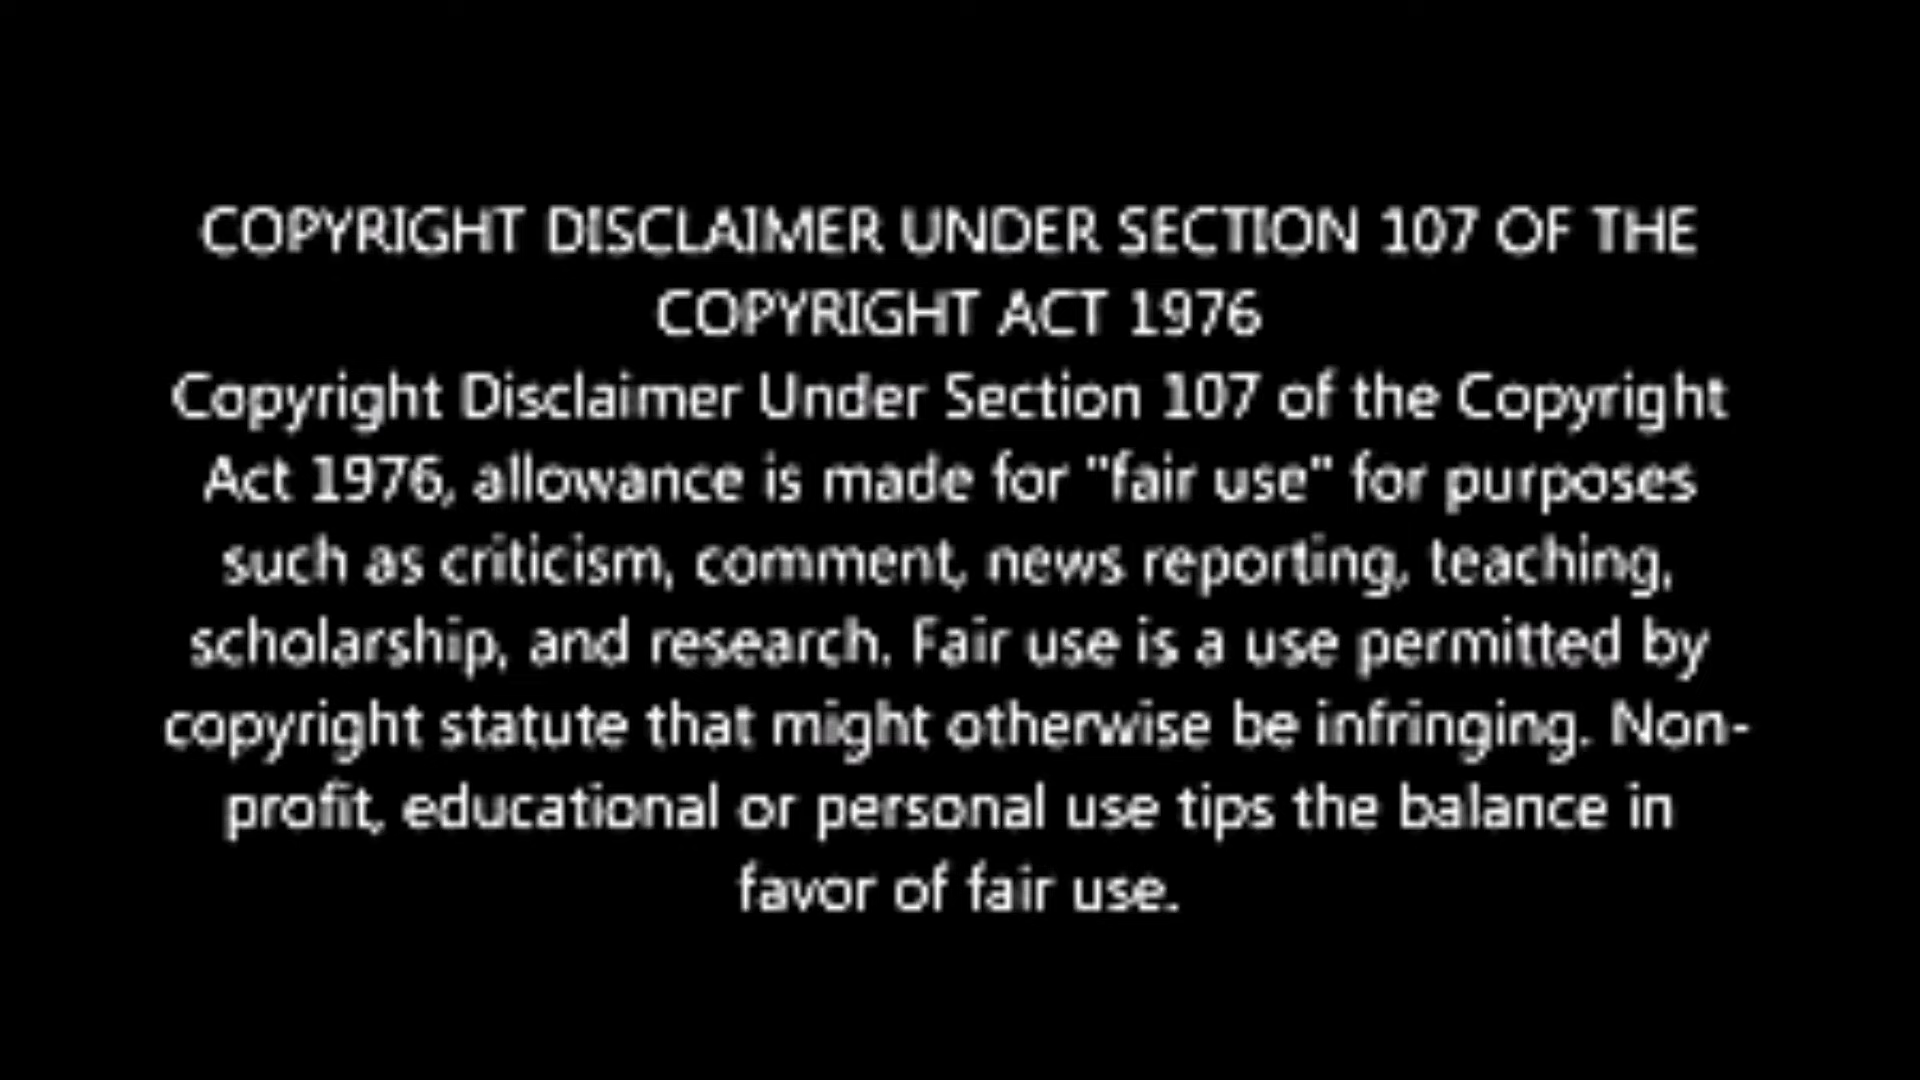 COPYRIGHT DISCLAIMER UNDER SECTION 107 OF THE
COPYRIGHT ACT 1976
Copyright Disclaimer Under Section 107 of the Copyright
Act 1976, allowance is made for "fair use" for purposes
such as criticism, comment, news reporting, teaching,
scholarship, and research. Fair use is a use permitted by
copyright statute that might otherwise be infringing. Non-
profit, educational or personal use tips the balance in
favor of fair use.